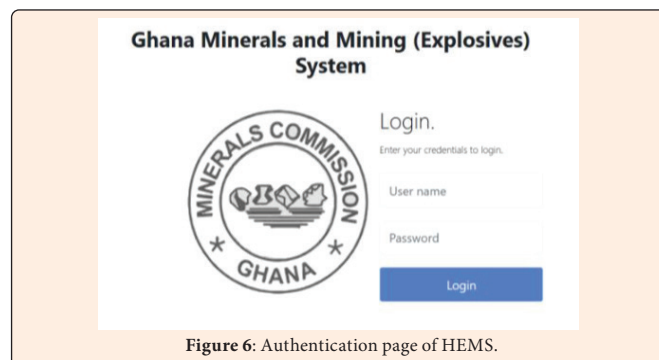 Ghana Minerals and Mining (Explosives)
System
MINERALS COMMISSION
GHANA
Login.
Enter your credentials to login.
User name
Password
Login
Figure 6: Authentication page of HEMS.